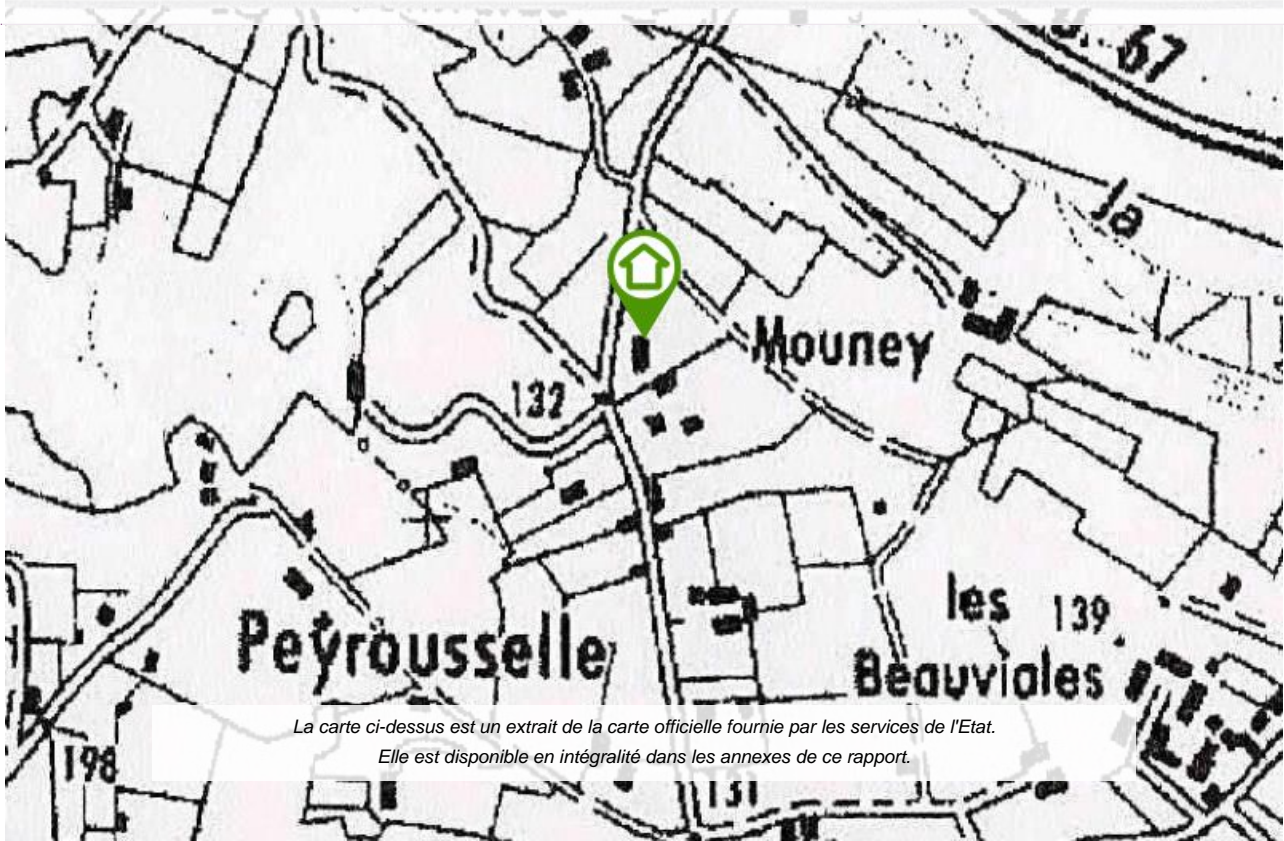 67
la
Mouney
132
les 139
Peyrousselle
Beauviales
La carte ci-dessus est un extrait de la carte officielle fournie par les services de l'Etat.
Elle est disponible en intégralité dans les annexes de ce rapport.
198
131